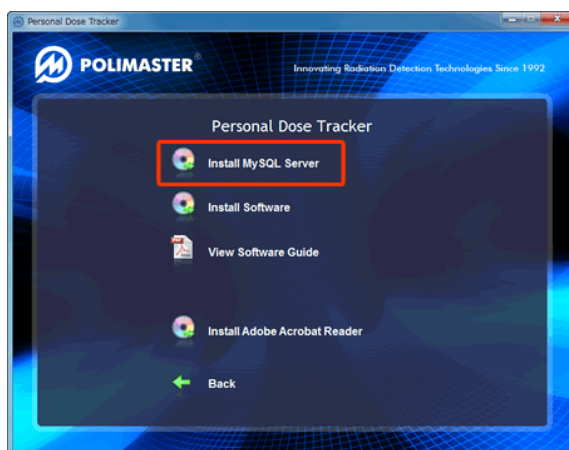 Personal Dose Tracker
POLIMASTER®
Innovating Radiation Detection Technologies Since 1992
Personal Dose Tracker
Install MySQL Server
Install Software
PDF
View Software Guide
Install Adobe Acrobat Reader
Back